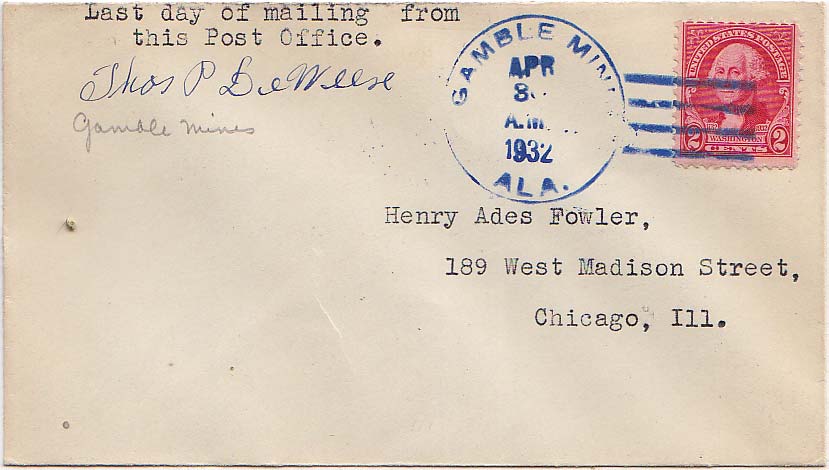 Last day of mailing from
this Post Office.
Thos P DeWeese
Gamble Mines
GAMBLE MIN
APR
8
A.M.
1932
ALA.
UNITED STATES POSTAGE
WASHINGTON
2 CENTS 2
Henry Ades Fowler,
189 West Madison Street,
Chicago, Ill.